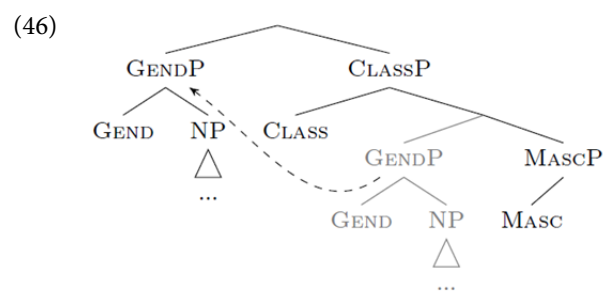 (46)
GENDP CLASSP
GEND NP CLASS
GENDP MASCP
...
GEND NP MASC
...